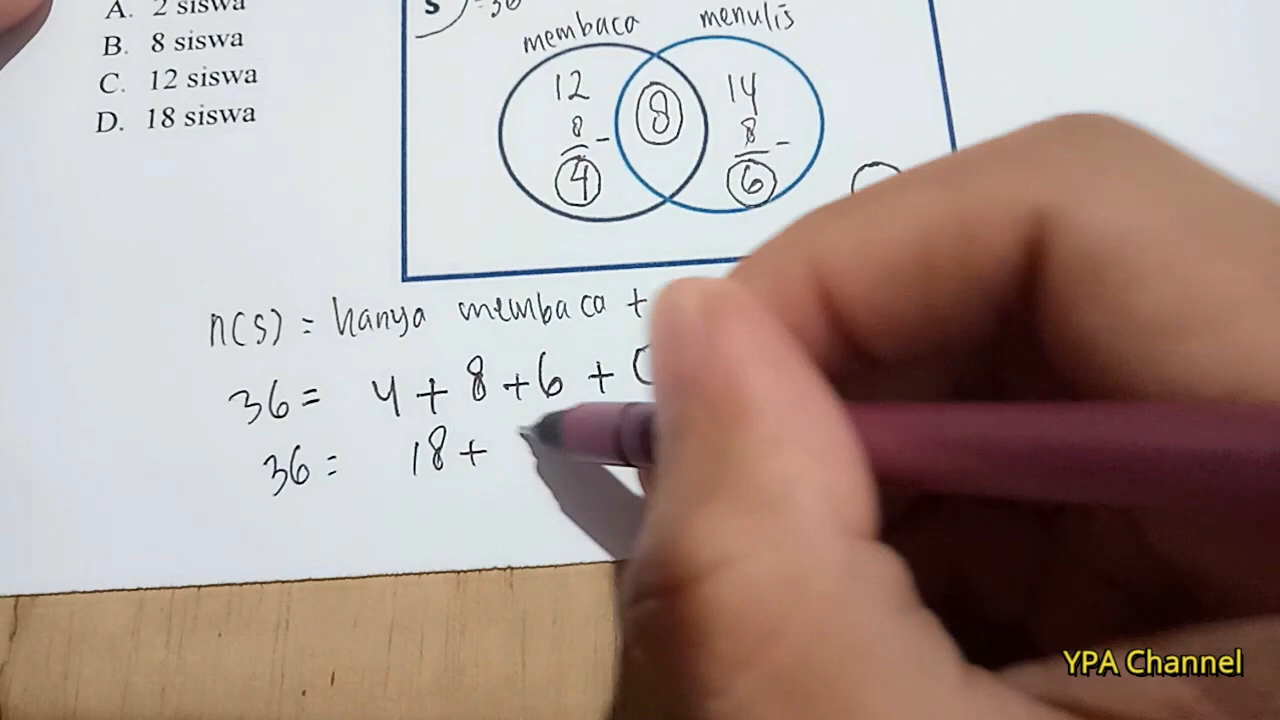 A. 2 siswa
B. 8 siswa
C. 12 siswa
D. 18 siswa
S = 36
membaca
menulis
12
8 -
4
8
14
8 -
6
n(S) = hanya membaca +
36 = 4 + 8 + 6 +
36 = 18 +
YPA Channel